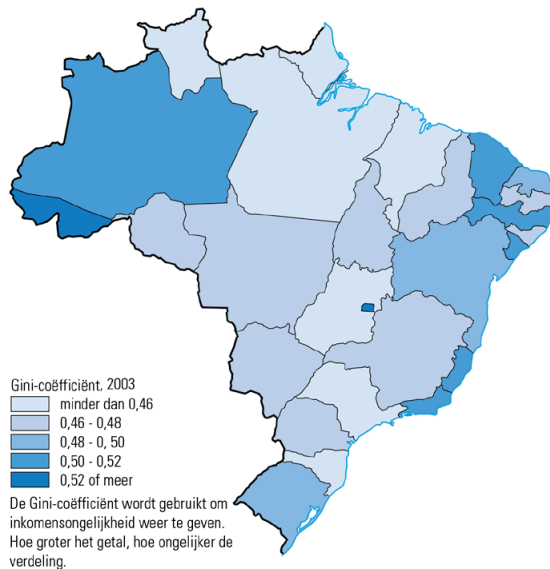 Gini-coëfficiënt, 2003
minder dan 0,46
0,46 - 0,48
0,48 - 0,50
0,50 - 0,52
0,52 of meer
De Gini-coëfficiënt wordt gebruikt om
inkomensongelijkheid weer te geven.
Hoe groter het getal, hoe ongelijker de
verdeling.